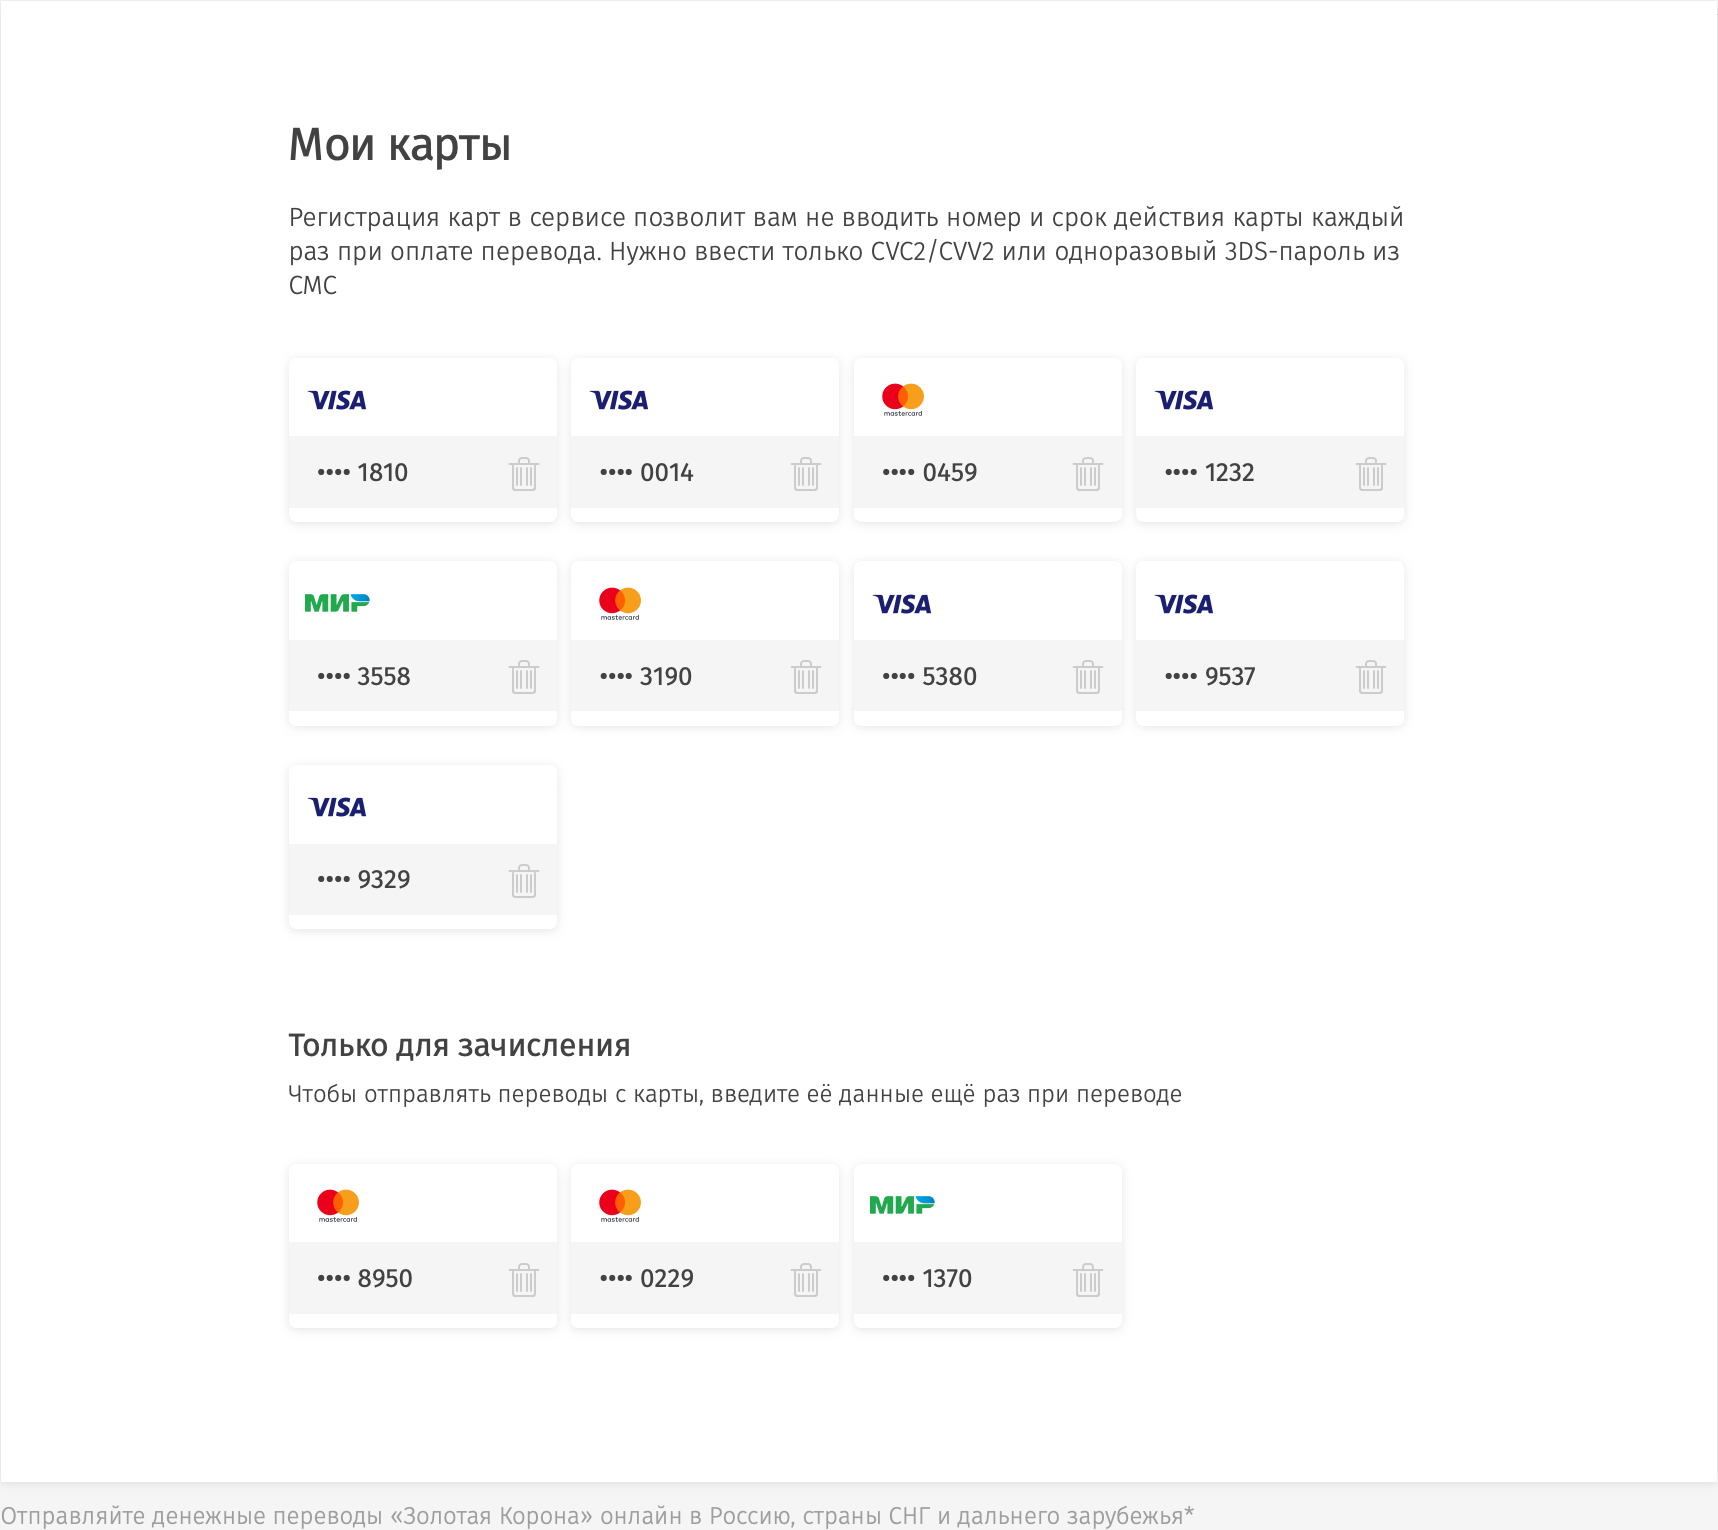 Мои карты
Регистрация карт в сервисе позволит вам не вводить номер и срок действия карты каждый
раз при оплате перевода. Нужно ввести только CVC2/CVV2 или одноразовый 3DS-пароль из
СМС
VISA VISA mastercard VISA
•••• 1810 •••• 0014 •••• 0459 •••• 1232
МИР mastercard VISA VISA
•••• 3558 •••• 3190 •••• 5380 •••• 9537
VISA
•••• 9329
Только для зачисления
Чтобы отправлять переводы с карты, введите её данные ещё раз при переводе
mastercard mastercard МИР
•••• 8950 •••• 0229 •••• 1370
Отправляйте денежные переводы «Золотая Корона» онлайн в Россию, страны СНГ и дальнего зарубежья*